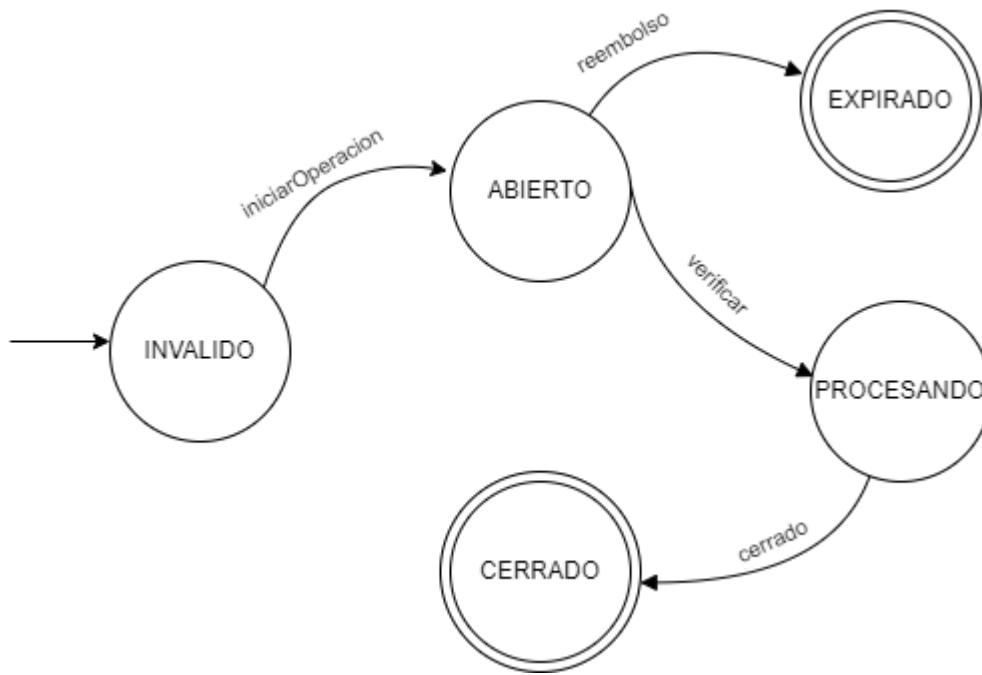 reembolso
EXPIRADO
iniciarOperacion
ABIERTO
verificar
INVALIDO
PROCESANDO
cerrado
CERRADO